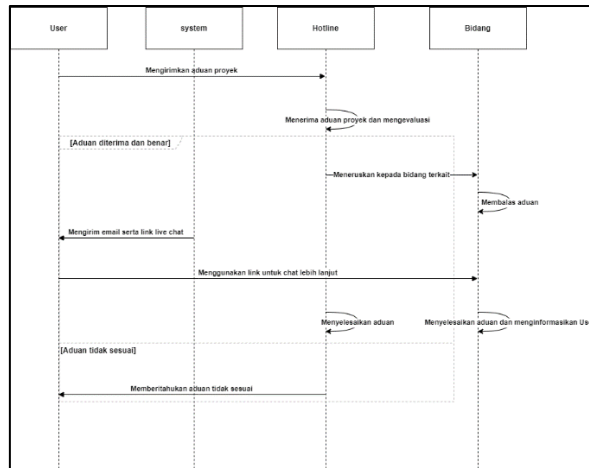 User
system
Hotline
Bidang
Mengirimkan aduan proyek
Menerima aduan proyek dan mengevaluasi
[Aduan diterima dan benar]
Meneruskan kepada bidang terkait
Membalas aduan
Mengirim email serta link live chat
Menggunakan link untuk chat lebih lanjut
Menyelesaikan aduan
Menyelesaikan aduan dan menginformasikan Us
[Aduan tidak sesuai]
Memberitahukan aduan tidak sesuai